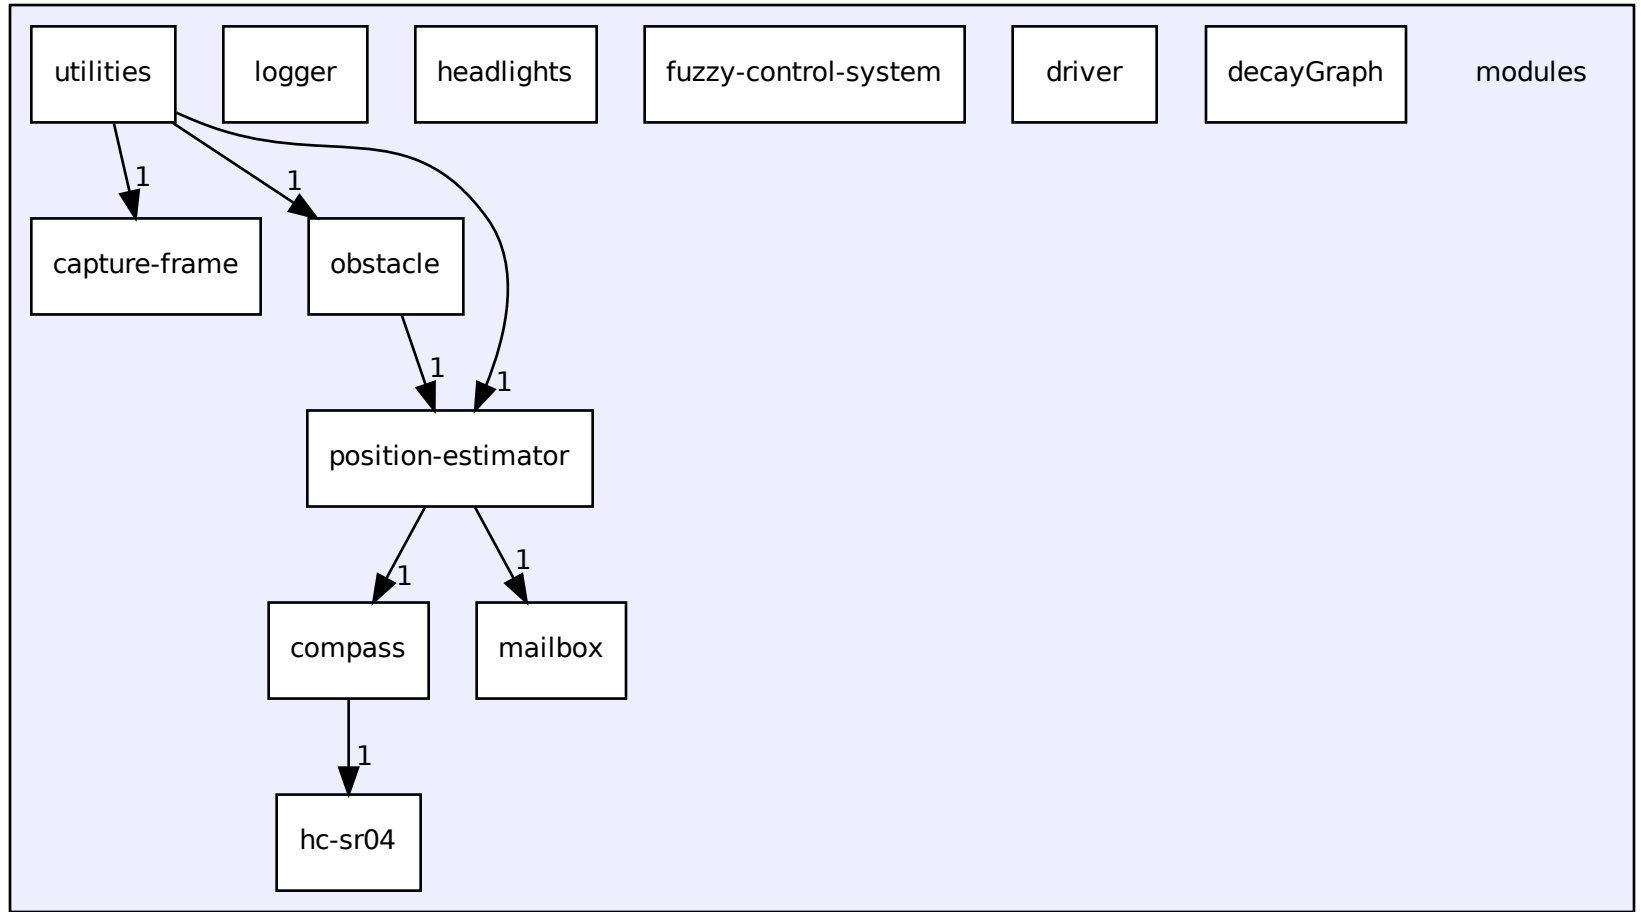 utilities
logger
headlights
fuzzy-control-system
driver
decayGraph
modules
1
1
capture-frame
obstacle
1
1
position-estimator
1
1
compass
mailbox
1
hc-sr04